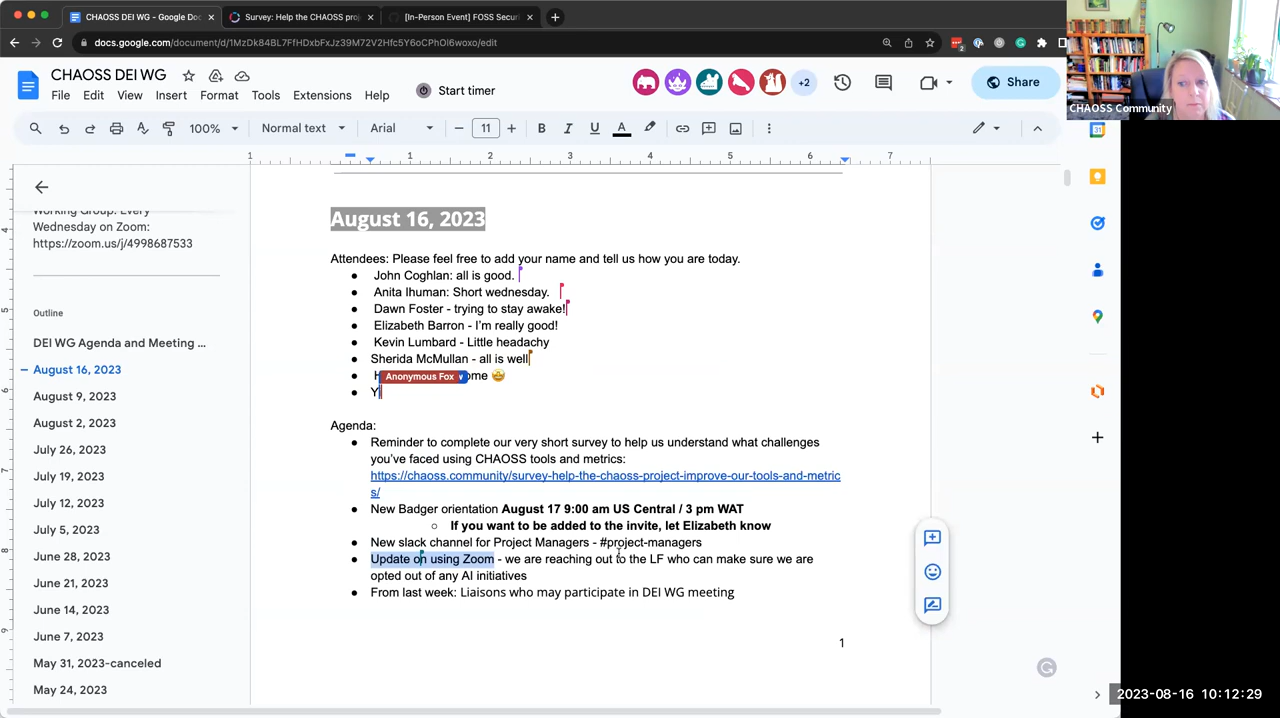 CHAOSS DEI WG - Google Doc
Survey: Help the CHAOSS proj
[In-Person Event] FOSS Securi
docs.google.com/document/d/1MzDk84BL7FfHDxbFxJz39M72V2Hfc5Y6oCPhOl6woxo/edit
CHAOSS DEI WG
File Edit View Insert Format Tools Extensions Help
Start timer
+2
Share
CHAOSS Community
100% Normal text Arial 11
1 1 2 3 4 5 6 7
Working Group: Every
Wednesday on Zoom:
https://zoom.us/j/4998687533
Outline
DEI WG Agenda and Meeting ...
August 16, 2023
August 9, 2023
August 2, 2023
July 26, 2023
July 19, 2023
July 12, 2023
July 5, 2023
June 28, 2023
June 21, 2023
June 14, 2023
June 7, 2023
May 31, 2023-canceled
May 24, 2023
August 16, 2023
Attendees: Please feel free to add your name and tell us how you are today.
John Coghlan: all is good.
Anita Ihuman: Short wednesday.
Dawn Foster - trying to stay awake!
Elizabeth Barron - I'm really good!
Kevin Lumbard - Little headachy
Sherida McMullan - all is well
Anonymous Fox ome 🤩
Y
Agenda:
Reminder to complete our very short survey to help us understand what challenges
you've faced using CHAOSS tools and metrics:
https://chaoss.community/survey-help-the-chaoss-project-improve-our-tools-and-metric
s/
New Badger orientation August 17 9:00 am US Central / 3 pm WAT
If you want to be added to the invite, let Elizabeth know
New slack channel for Project Managers - #project-managers
Update on using Zoom - we are reaching out to the LF who can make sure we are
opted out of any AI initiatives
From last week: Liaisons who may participate in DEI WG meeting
1
2023-08-16 10:12:29